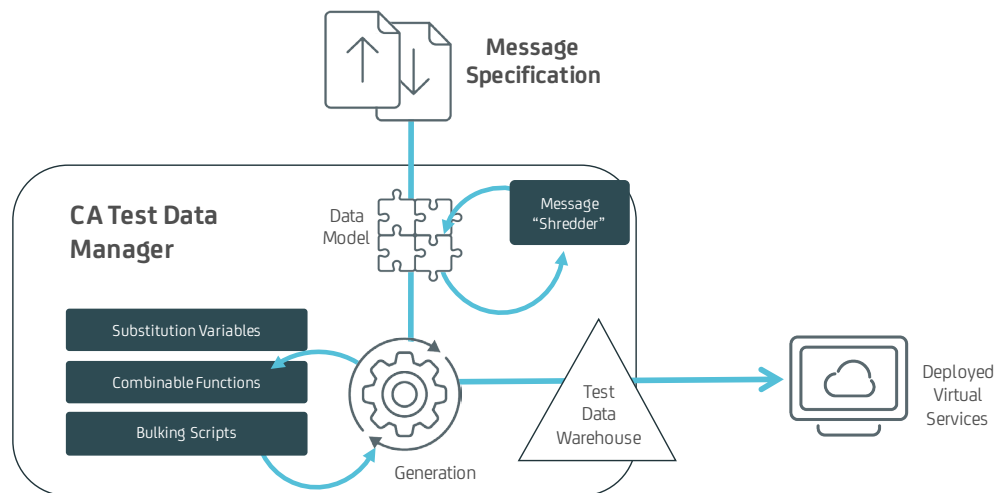 Message
Specification
CA Test Data
Manager
Data
Model
Message
“Shredder”
Substitution Variables
Combinable Functions
Bulking Scripts
Generation
Test
Data
Warehouse
Deployed
Virtual
Services